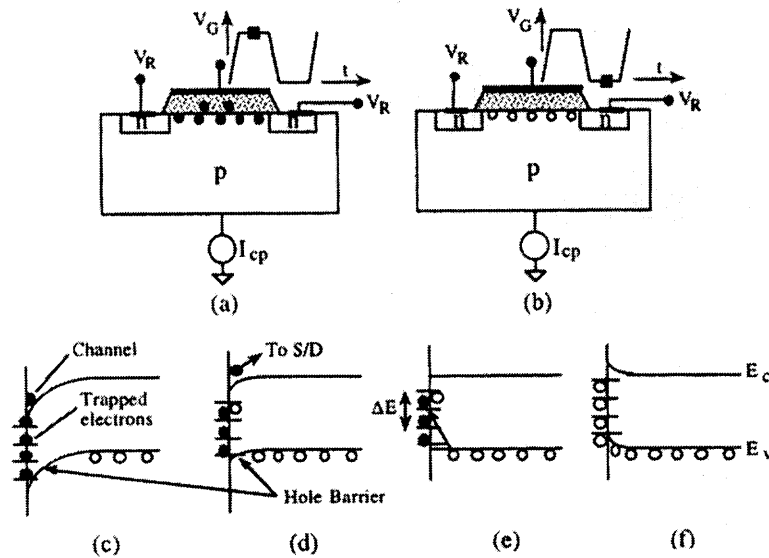 V_G
V_R
t
V_R
n
n
p
I_cp
(a)
V_G
V_R
t
V_R
n
n
p
I_cp
(b)
Channel
Trapped
electrons
Hole Barrier
To S/D
ΔE
E_c
E_v
(c)
(d)
(e)
(f)